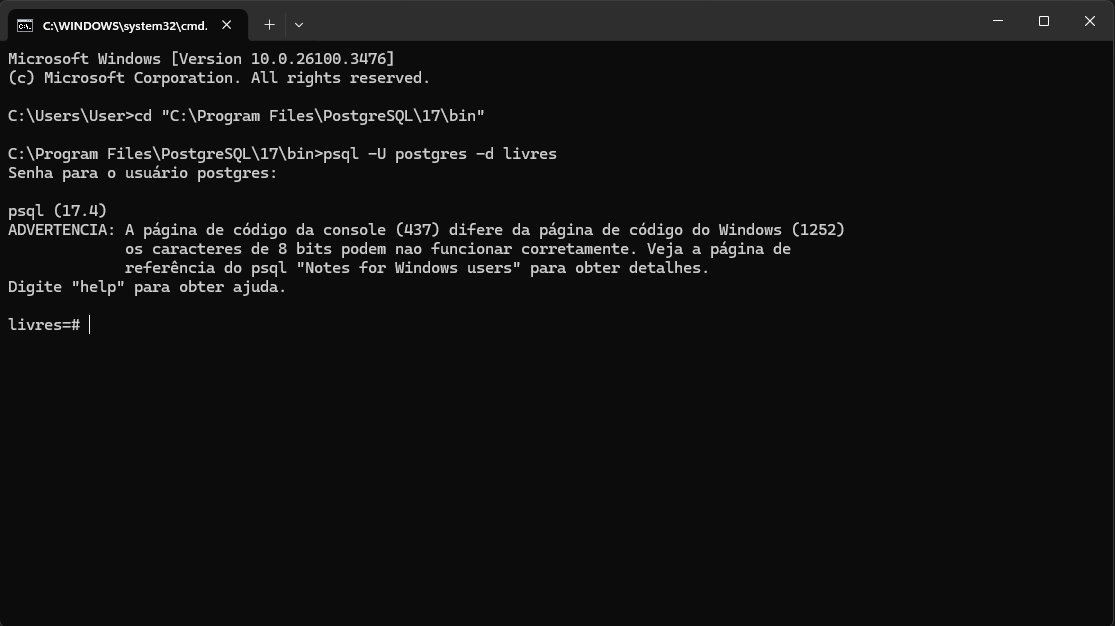 C:\WINDOWS\system32\cmd.
Microsoft Windows [Version 10.0.26100.3476]
(c) Microsoft Corporation. All rights reserved.
C:\Users\User>cd "C:\Program Files\PostgreSQL\17\bin"
C:\Program Files\PostgreSQL\17\bin>psql -U postgres -d livres
Senha para o usuário postgres:
psql (17.4)
ADVERTENCIA: A página de código da console (437) difere da página de código do Windows (1252)
os caracteres de 8 bits podem nao funcionar corretamente. Veja a página de
referência do psql "Notes for Windows users" para obter detalhes.
Digite "help" para obter ajuda.
livres=#